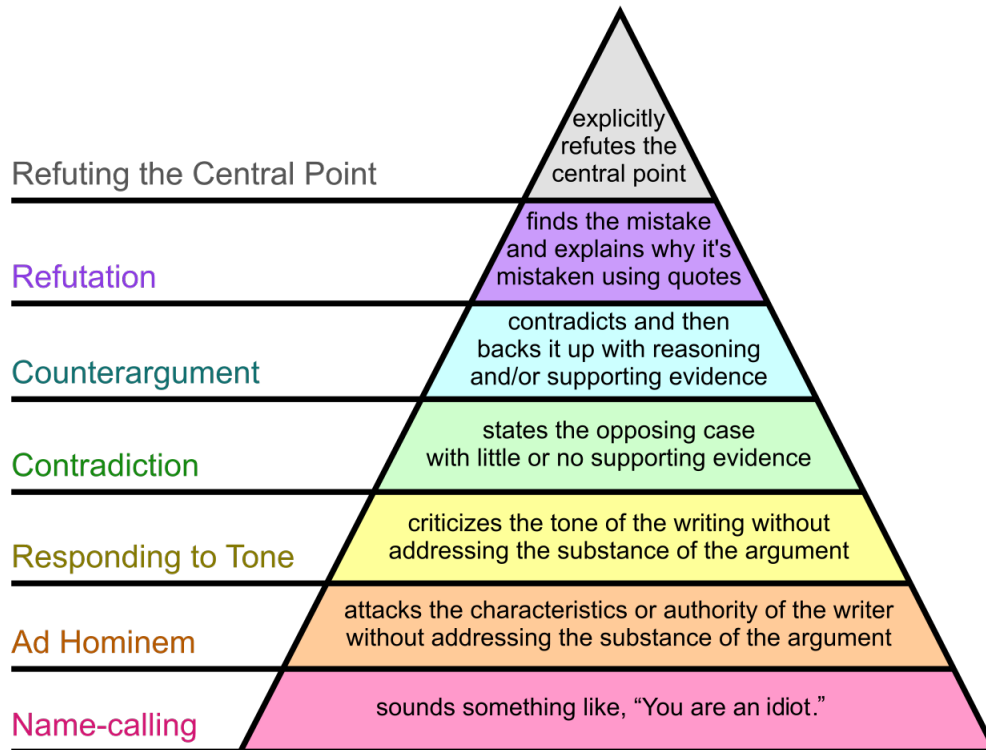 explicitly
refutes the
central point
Refuting the Central Point
finds the mistake
and explains why it's
mistaken using quotes
Refutation
contradicts and then
backs it up with reasoning
and/or supporting evidence
Counterargument
states the opposing case
with little or no supporting evidence
Contradiction
criticizes the tone of the writing without
addressing the substance of the argument
Responding to Tone
attacks the characteristics or authority of the writer
without addressing the substance of the argument
Ad Hominem
sounds something like, “You are an idiot.”
Name-calling